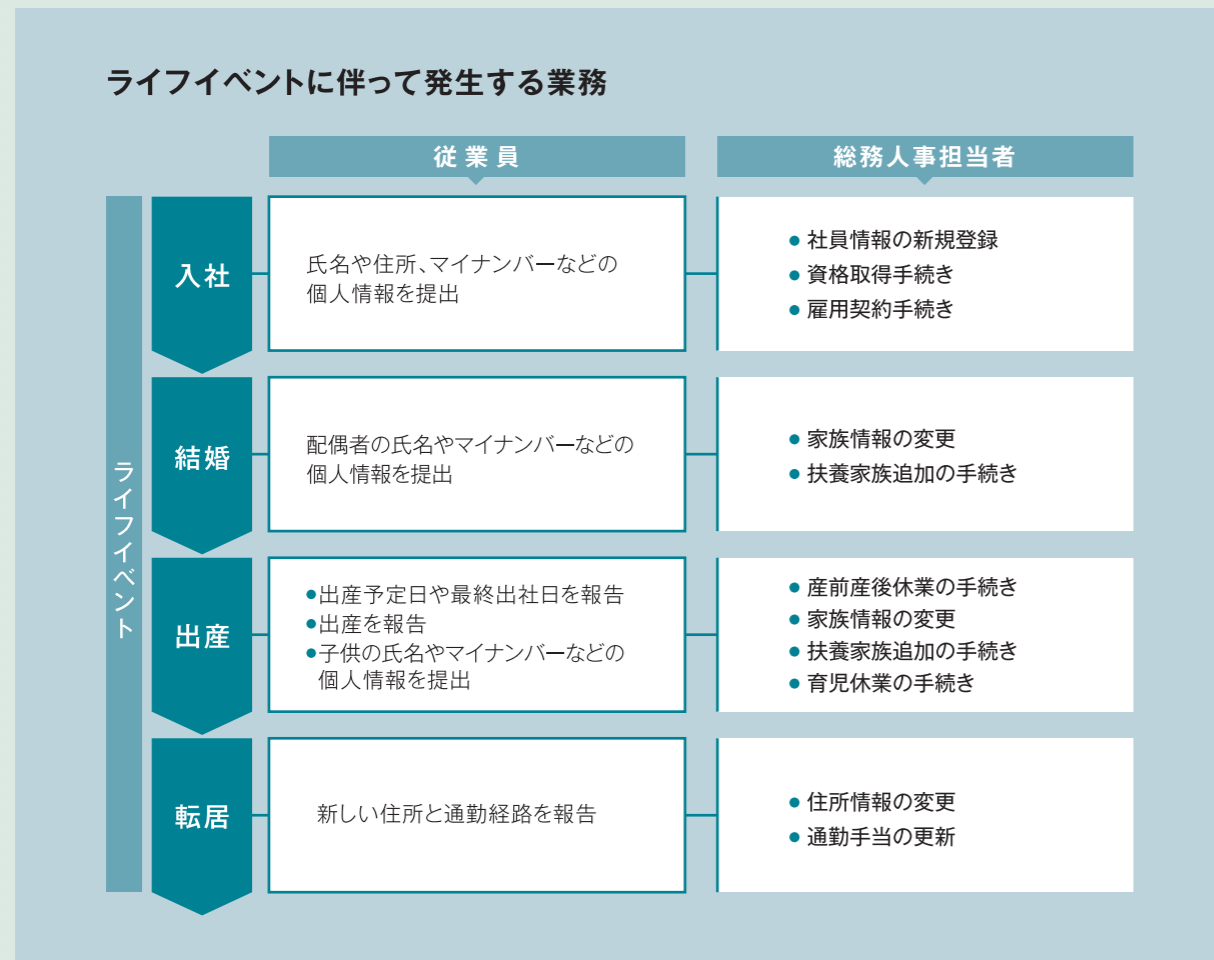 ライフイベントに伴って発生する業務
従業員
総務人事担当者
ライフイベント
入社
氏名や住所、マイナンバーなどの
個人情報を提出
● 社員情報の新規登録
● 資格取得手続き
● 雇用契約手続き
結婚
配偶者の氏名やマイナンバーなどの
個人情報を提出
● 家族情報の変更
● 扶養家族追加の手続き
出産
●出産予定日や最終出社日を報告
●出産を報告
●子供の氏名やマイナンバーなどの
個人情報を提出
● 産前産後休業の手続き
● 家族情報の変更
● 扶養家族追加の手続き
● 育児休業の手続き
転居
新しい住所と通勤経路を報告
● 住所情報の変更
● 通勤手当の更新